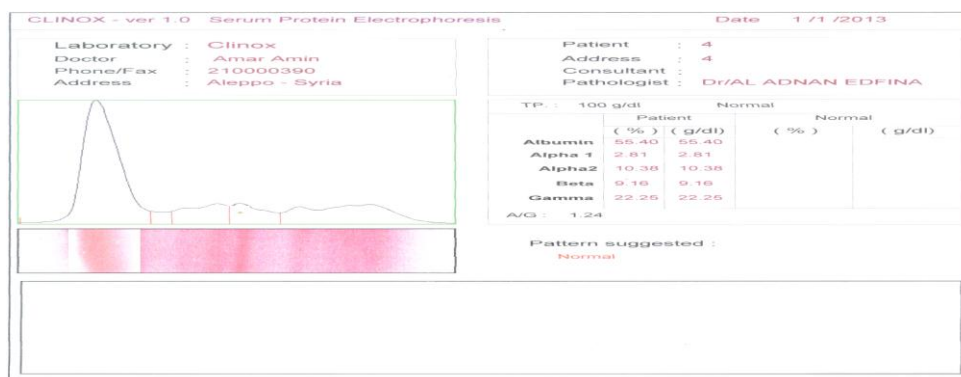 CLINOX - ver 1.0 Serum Protein Electrophoresis Date 1 /1 /2013
Laboratory : Clinox
Doctor : Amar Amin
Phone/Fax : 210000390
Address : Aleppo - Syria
Patient : 4
Address : 4
Consultant :
Pathologist : Dr/AL ADNAN EDFINA
TP. : 100 g/dl Normal
Patient Normal
( % ) ( g/dl) ( % ) ( g/dl)
Albumin 55.40 55.40
Alpha 1 2.81 2.81
Alpha2 10.38 10.38
Beta 9.16 9.16
Gamma 22.25 22.25
A/G : 1.24
Pattern suggested :
Normal